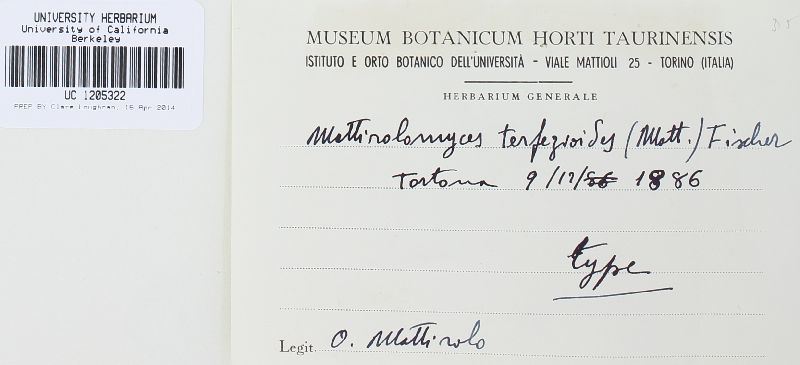 UNIVERSITY HERBARIUM
University of California
Berkeley
UC 1205322
PREP BY Clare Loughran, 16 Apr 2014
MUSEUM BOTANICUM HORTI TAURINENSIS
ISTITUTO E ORTO BOTANICO DELL'UNIVERSITÀ - VIALE MATTIOLI 25 - TORINO (ITALIA)
HERBARIUM GENERALE
Mattirolomyces terfezioides (Matt.) Fischer
Tortona 9/12/86 1886
type
Legit. O. Mattirolo